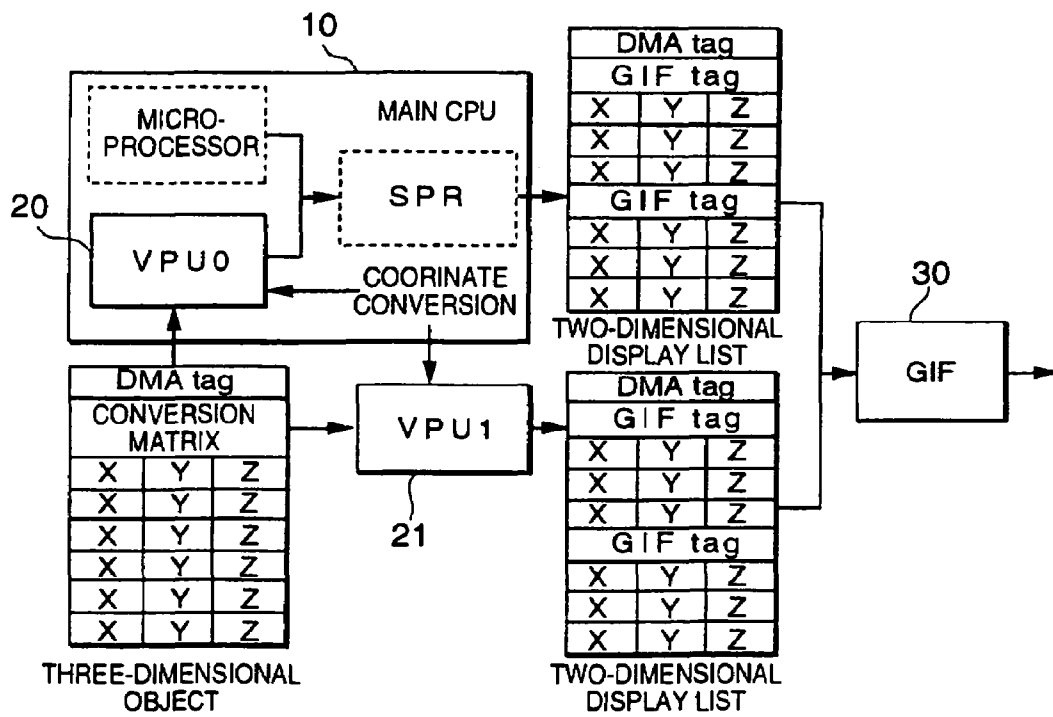 10
MAIN CPU
MICRO-
PROCESSOR
SPR
20
VPU0
COORINATE
CONVERSION
DMA tag
GIF tag
X Y Z
X Y Z
X Y Z
GIF tag
X Y Z
X Y Z
X Y Z
TWO-DIMENSIONAL
DISPLAY LIST
30
GIF
DMA tag
CONVERSION
MATRIX
X Y Z
X Y Z
X Y Z
X Y Z
X Y Z
X Y Z
THREE-DIMENSIONAL
OBJECT
VPU1
21
DMA tag
GIF tag
X Y Z
X Y Z
X Y Z
GIF tag
X Y Z
X Y Z
X Y Z
TWO-DIMENSIONAL
DISPLAY LIST